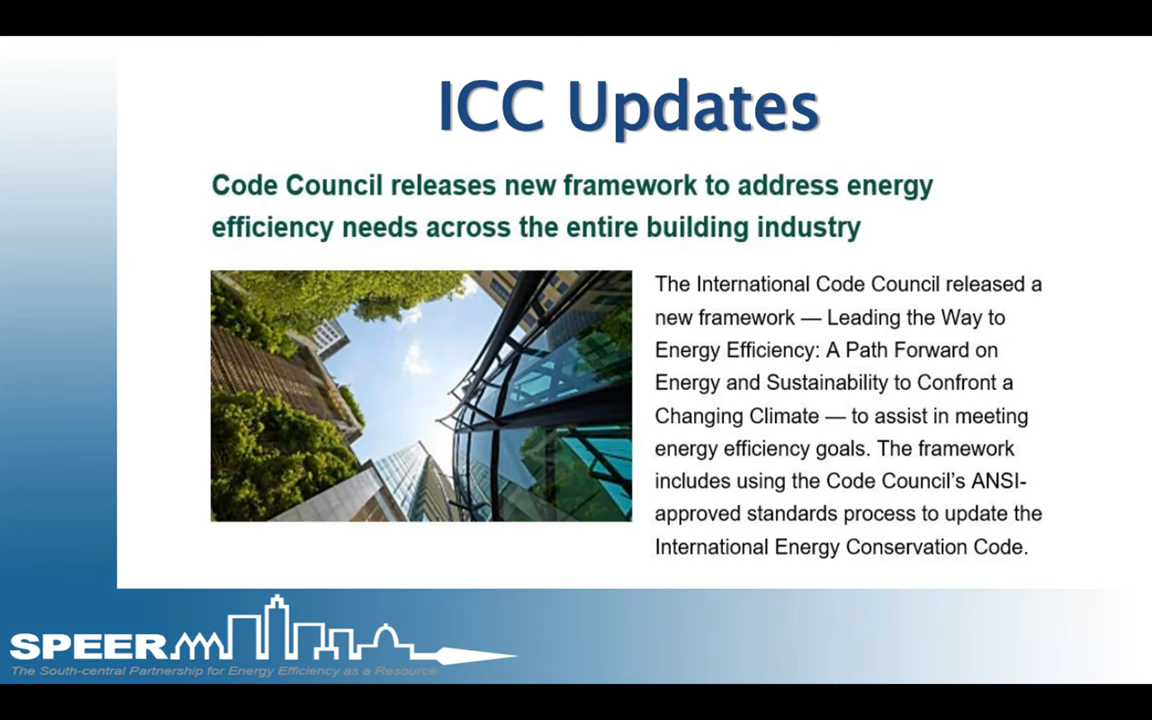 ICC Updates
Code Council releases new framework to address energy
efficiency needs across the entire building industry
The International Code Council released a
new framework — Leading the Way to
Energy Efficiency: A Path Forward on
Energy and Sustainability to Confront a
Changing Climate — to assist in meeting
energy efficiency goals. The framework
includes using the Code Council's ANSI-
approved standards process to update the
International Energy Conservation Code.
SPEER
The South-central Partnership for Energy Efficiency as a Resource